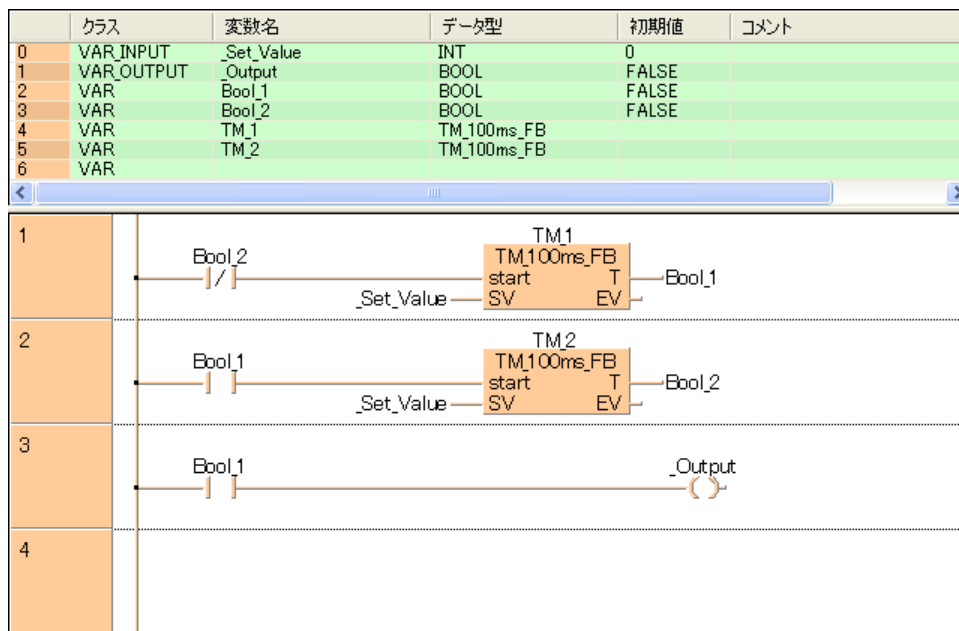 クラス 変数名 データ型 初期値 コメント
0 VAR_INPUT _Set_Value INT 0
1 VAR_OUTPUT _Output BOOL FALSE
2 VAR Bool_1 BOOL FALSE
3 VAR Bool_2 BOOL FALSE
4 VAR TM_1 TM_100ms_FB
5 VAR TM_2 TM_100ms_FB
6 VAR
1
TM_1
Bool_2 TM_100ms_FB
start T Bool_1
_Set_Value SV EV
2
TM_2
Bool_1 TM_100ms_FB
start T Bool_2
_Set_Value SV EV
3
Bool_1 _Output
4